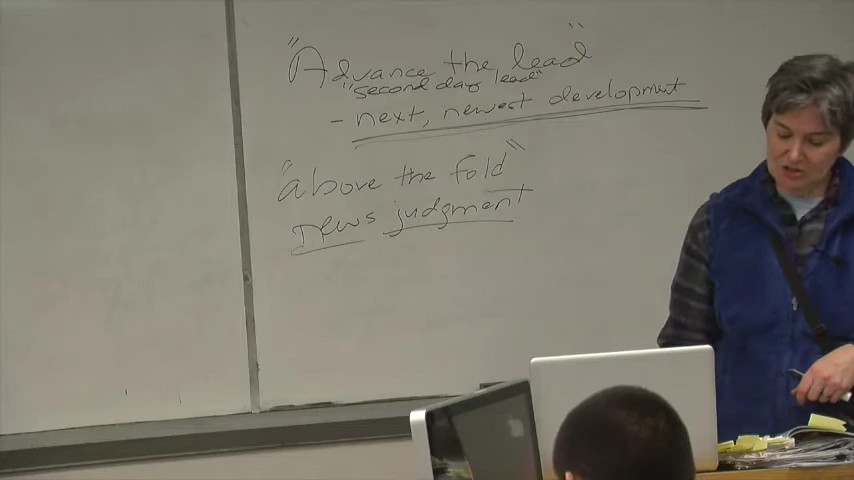 "Advance the lead"
"second day lead"
- next, newest development
"above the fold"
news judgment